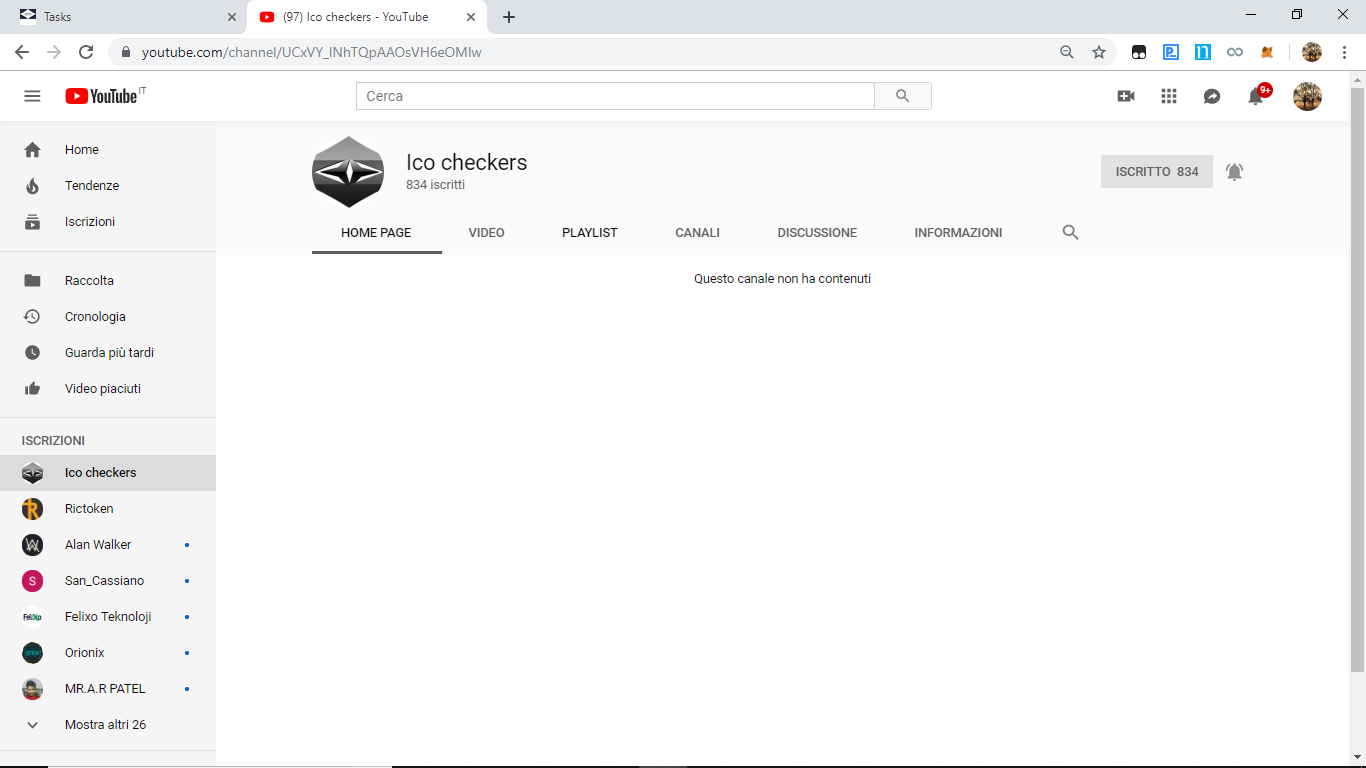 Tasks
(97) Ico checkers - YouTube
youtube.com/channel/UCxVY_lNhTQpAAOsVH6eOMlw
YouTube IT
Cerca
9+
Home
Tendenze
Iscrizioni
Raccolta
Cronologia
Guarda più tardi
Video piaciuti
ISCRIZIONI
Ico checkers
Rictoken
Alan Walker
San_Cassiano
Felixo Teknoloji
Orionix
MR.A.R PATEL
Mostra altri 26
Ico checkers
834 iscritti
ISCRITTO 834
HOME PAGE
VIDEO
PLAYLIST
CANALI
DISCUSSIONE
INFORMAZIONI
Questo canale non ha contenuti